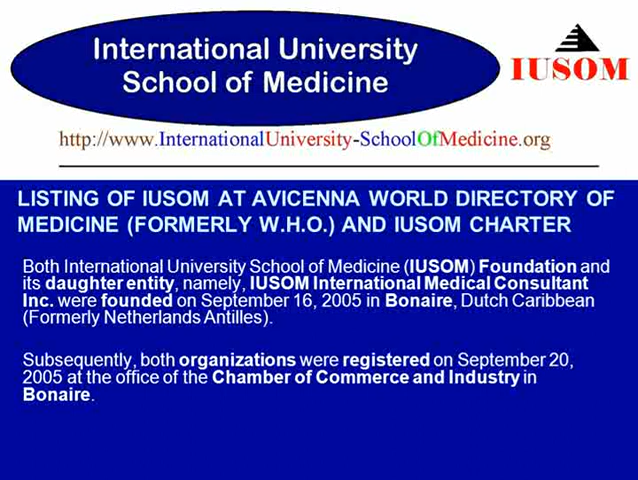 International University
School of Medicine
IUSOM
http://www.InternationalUniversity-SchoolOfMedicine.org
LISTING OF IUSOM AT AVICENNA WORLD DIRECTORY OF
MEDICINE (FORMERLY W.H.O.) AND IUSOM CHARTER
Both International University School of Medicine (IUSOM) Foundation and
its daughter entity, namely, IUSOM International Medical Consultant
Inc. were founded on September 16, 2005 in Bonaire, Dutch Caribbean
(Formerly Netherlands Antilles).
Subsequently, both organizations were registered on September 20,
2005 at the office of the Chamber of Commerce and Industry in
Bonaire.